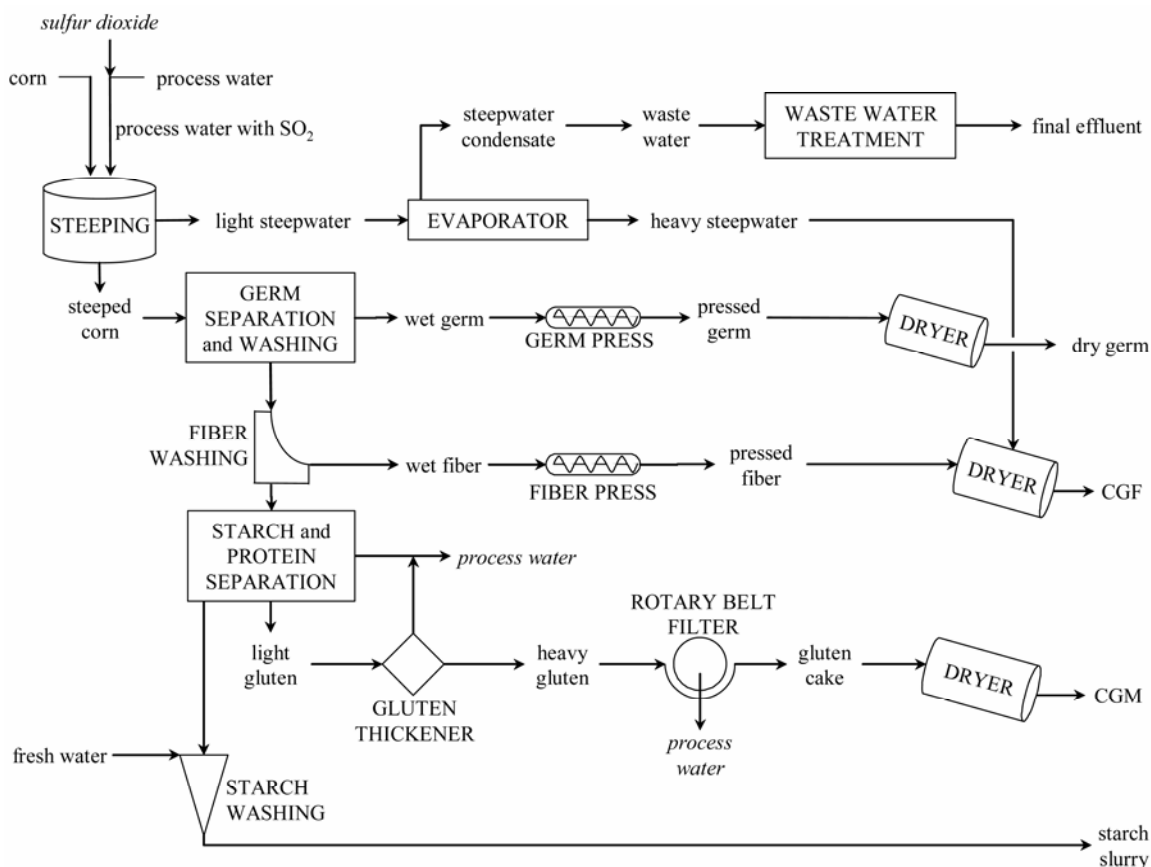 sulfur dioxide
corn
process water
process water with SO₂
steepwater
condensate
waste
water
WASTE WATER
TREATMENT
final effluent
STEEPING
light steepwater
EVAPORATOR
heavy steepwater
steeped
corn
GERM
SEPARATION
and WASHING
wet germ
GERM PRESS
pressed
germ
DRYER
dry germ
FIBER
WASHING
wet fiber
FIBER PRESS
pressed
fiber
DRYER
CGF
STARCH and
PROTEIN
SEPARATION
process water
light
gluten
GLUTEN
THICKENER
heavy
gluten
ROTARY BELT
FILTER
process
water
gluten
cake
DRYER
CGM
fresh water
STARCH
WASHING
starch
slurry